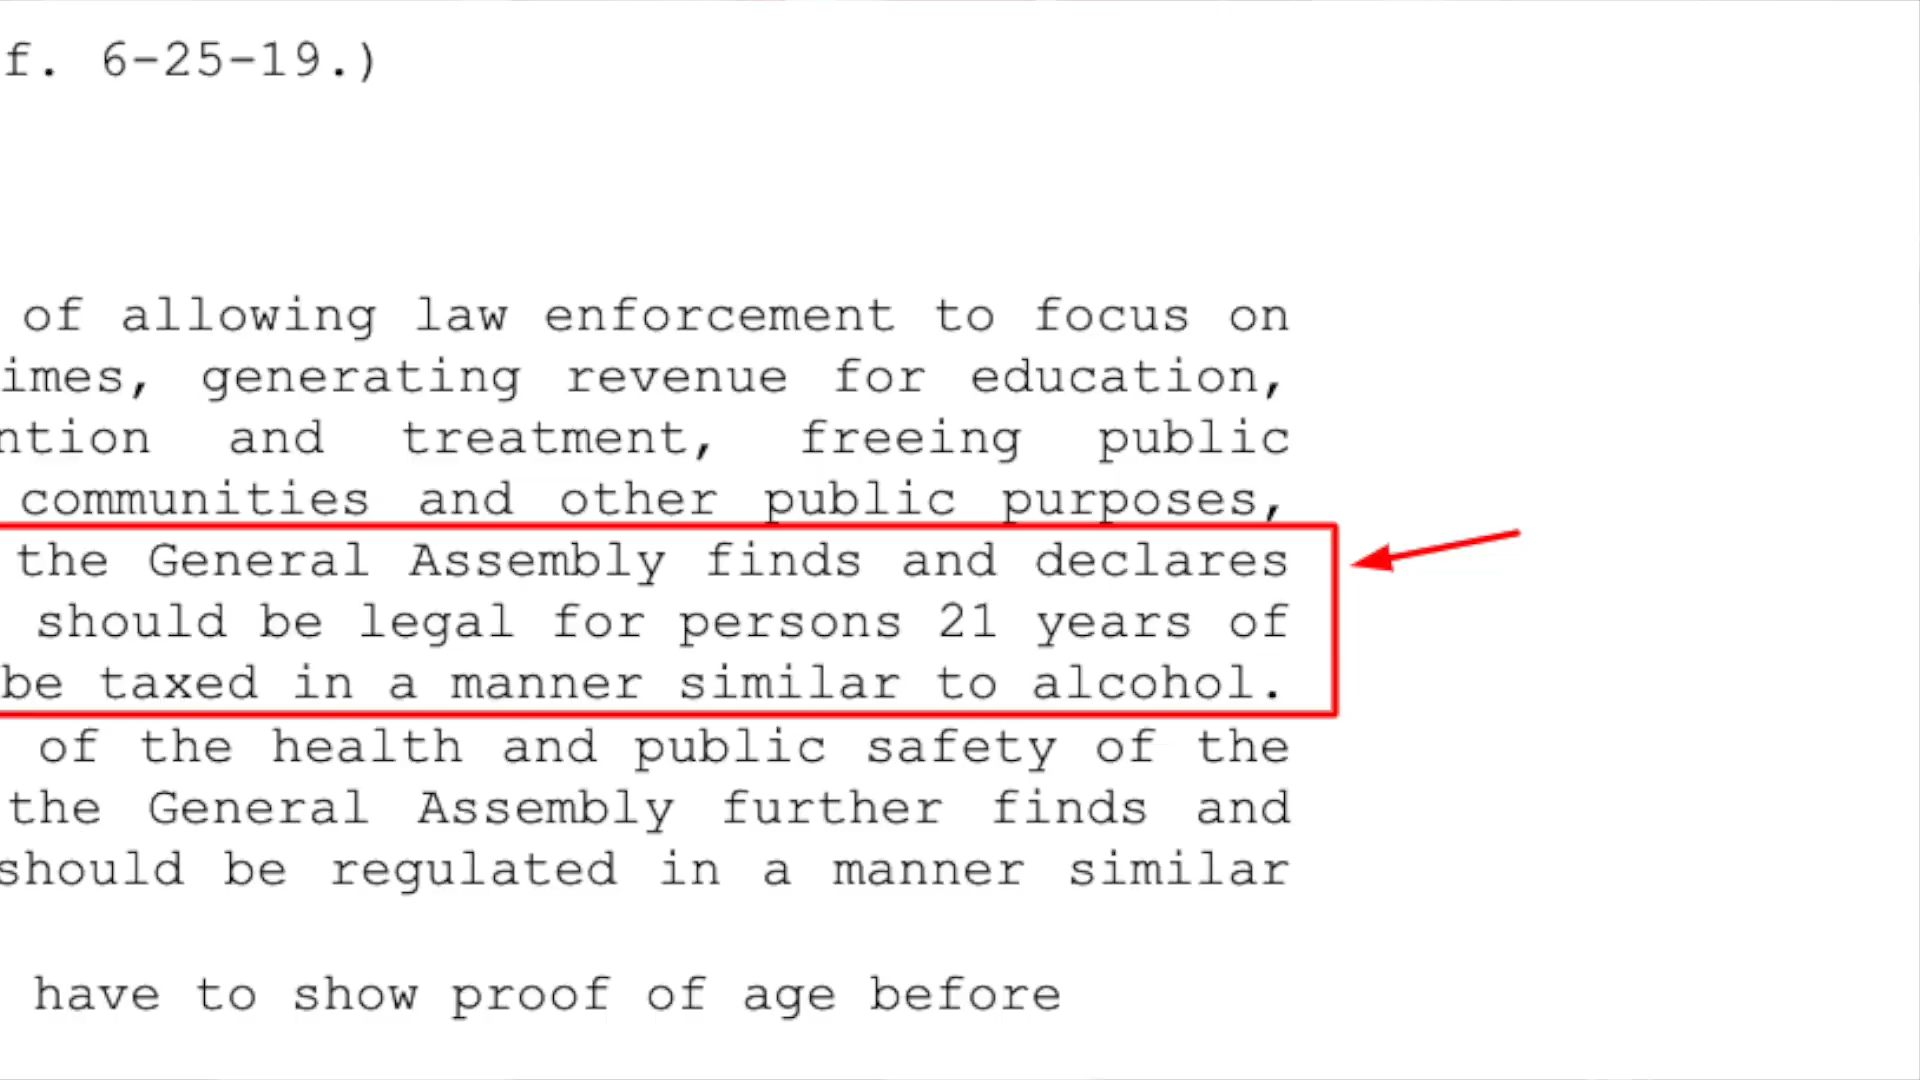 f. 6-25-19.)
of allowing law enforcement to focus on
imes, generating revenue for education,
ntion and treatment, freeing public
communities and other public purposes,
the General Assembly finds and declares
should be legal for persons 21 years of
be taxed in a manner similar to alcohol.
of the health and public safety of the
the General Assembly further finds and
should be regulated in a manner similar
have to show proof of age before